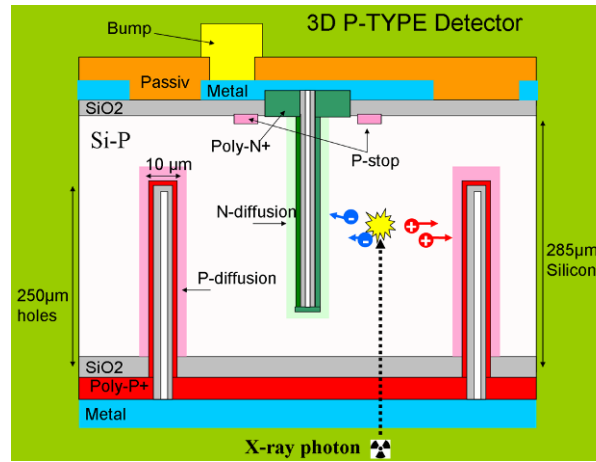 3D P-TYPE Detector
Bump
Passiv
Metal
SiO2
Si-P
Poly-N+
P-stop
10 µm
N-diffusion
-
-
+
+
P-diffusion
250µm
holes
285µm
Silicon
SiO2
Poly-P+
Metal
X-ray photon